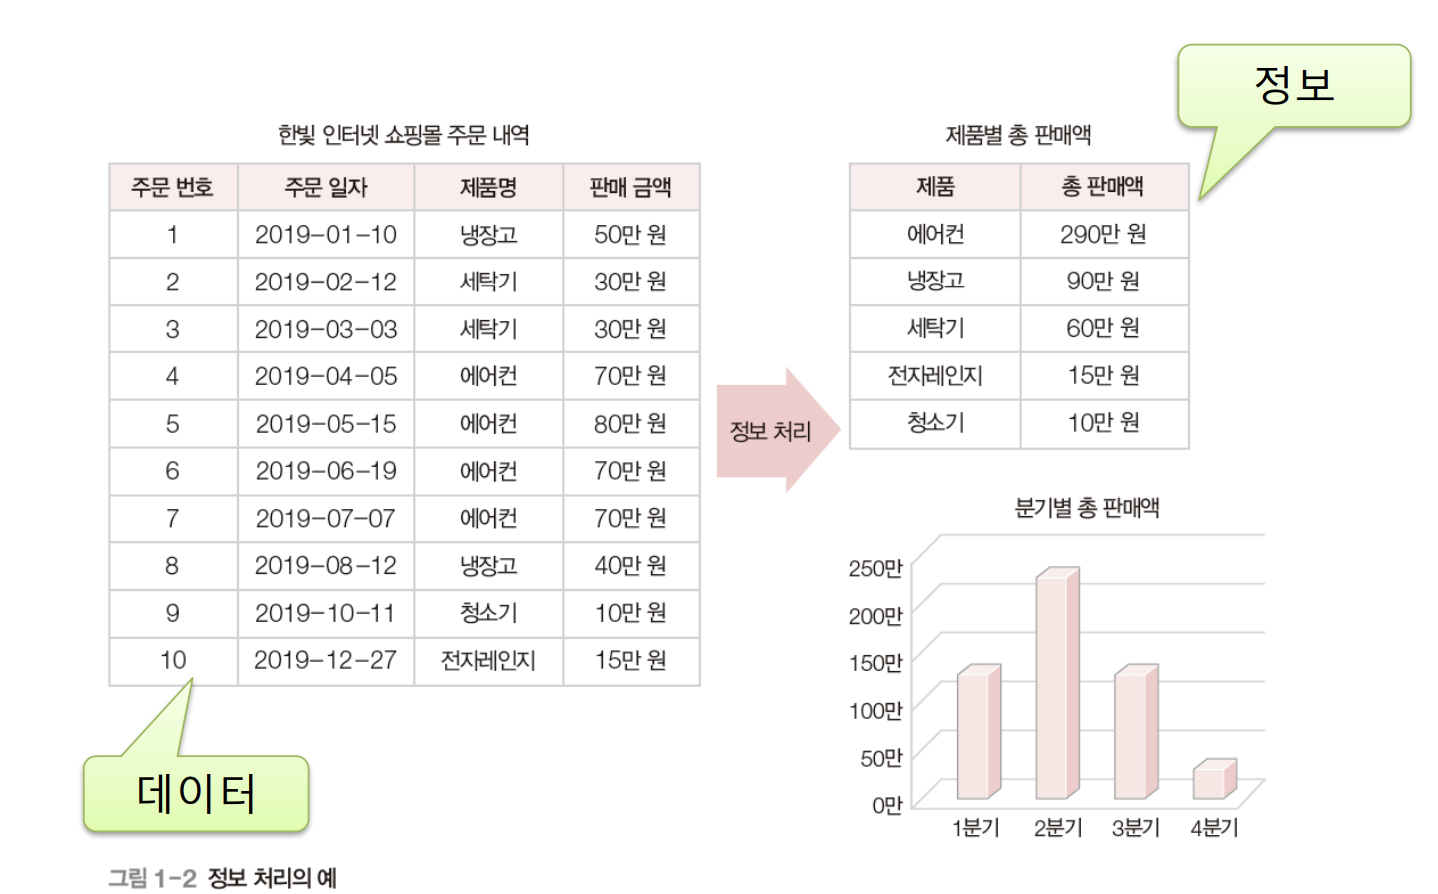 정보
한빛 인터넷 쇼핑몰 주문 내역
주문 번호 주문 일자 제품명 판매 금액
1 2019-01-10 냉장고 50만 원
2 2019-02-12 세탁기 30만 원
3 2019-03-03 세탁기 30만 원
4 2019-04-05 에어컨 70만 원
5 2019-05-15 에어컨 80만 원
6 2019-06-19 에어컨 70만 원
7 2019-07-07 에어컨 70만 원
8 2019-08-12 냉장고 40만 원
9 2019-10-11 청소기 10만 원
10 2019-12-27 전자레인지 15만 원
데이터
정보 처리
제품별 총 판매액
제품 총 판매액
에어컨 290만 원
냉장고 90만 원
세탁기 60만 원
전자레인지 15만 원
청소기 10만 원
분기별 총 판매액
250만
200만
150만
100만
50만
0만
1분기 2분기 3분기 4분기
그림 1-2 정보 처리의 예